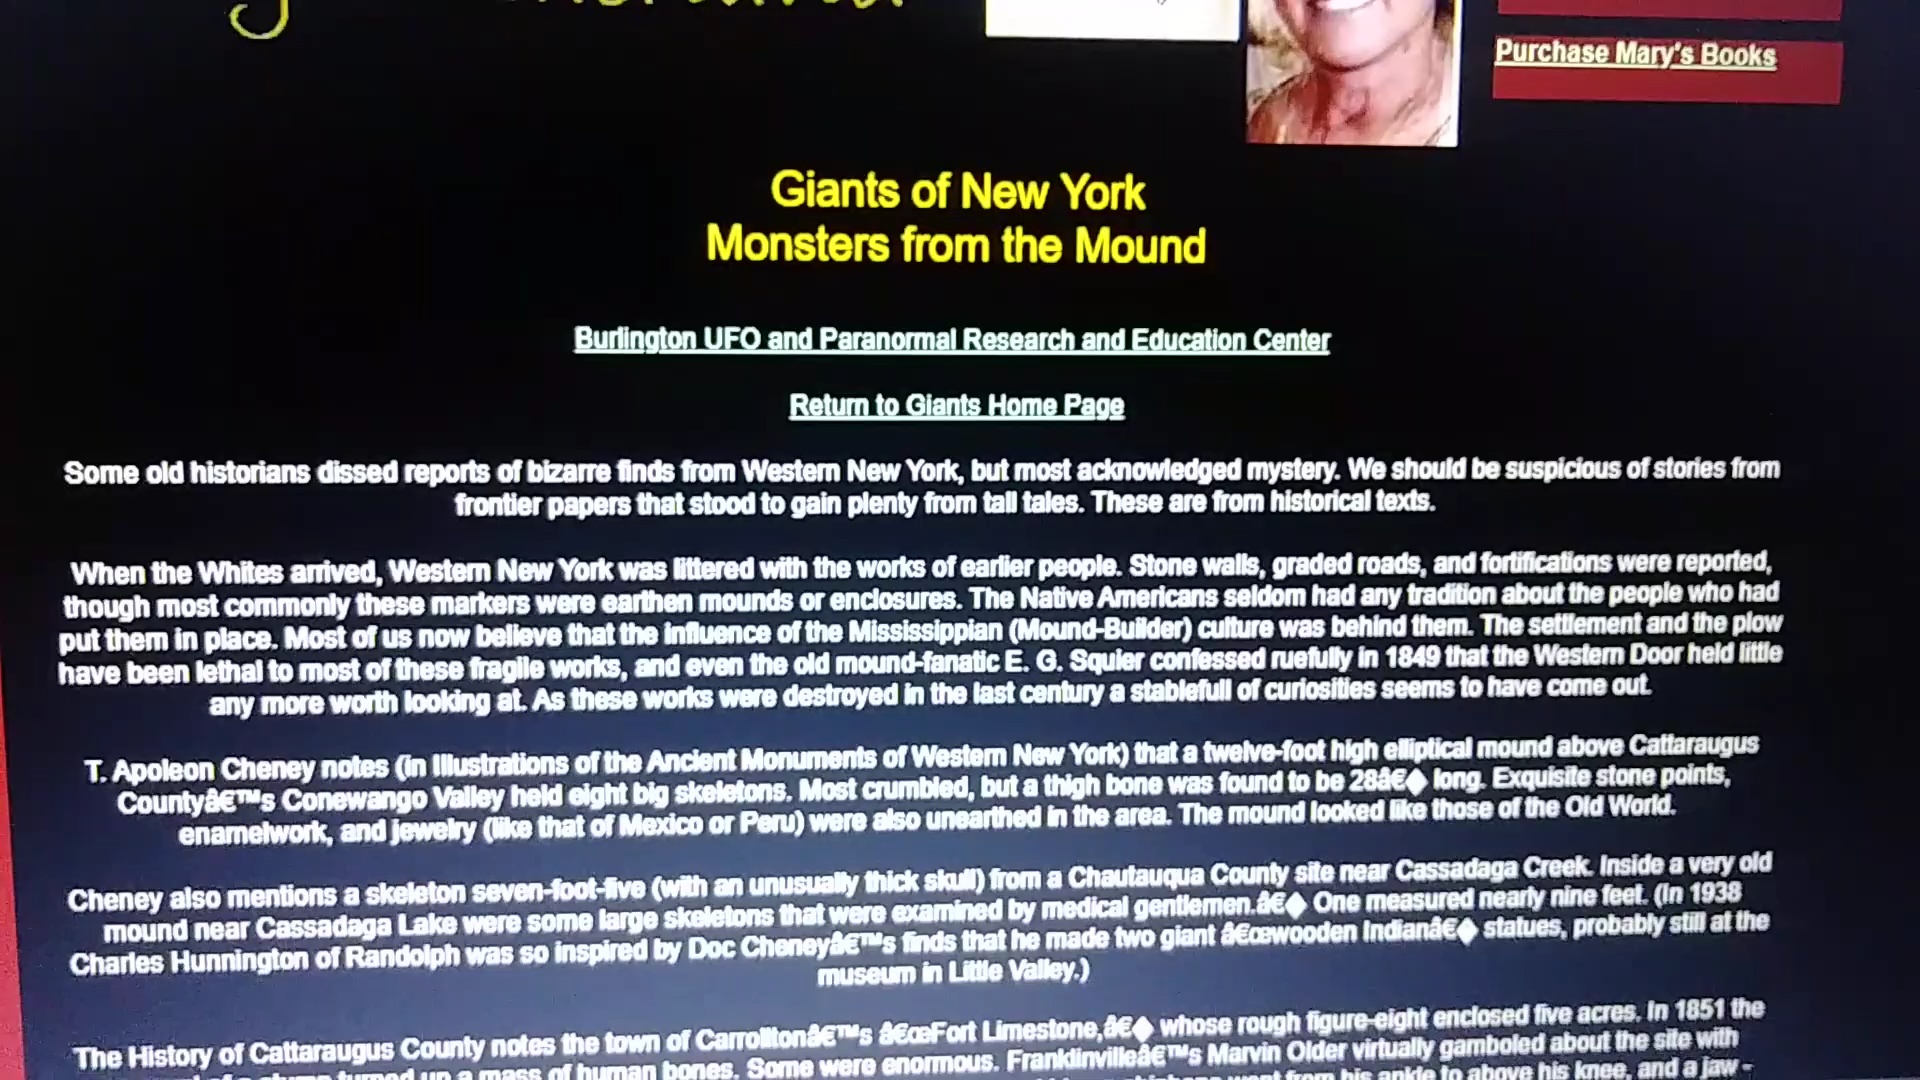 Purchase Mary's Books
Giants of New York
Monsters from the Mound
Burlington UFO and Paranormal Research and Education Center
Return to Giants Home Page
Some old historians dissed reports of bizarre finds from Western New York, but most acknowledged mystery. We should be suspicious of stories from
frontier papers that stood to gain plenty from tall tales. These are from historical texts.
When the Whites arrived, Western New York was littered with the works of earlier people. Stone walls, graded roads, and fortifications were reported,
though most commonly these markers were earthen mounds or enclosures. The Native Americans seldom had any tradition about the people who had
put them in place. Most of us now believe that the influence of the Mississippian (Mound-Builder) culture was behind them. The settlement and the plow
have been lethal to most of these fragile works, and even the old mound-fanatic E. G. Squier confessed ruefully in 1849 that the Western Door held little
any more worth looking at. As these works were destroyed in the last century a stablefull of curiosities seems to have come out.
T. Apoleon Cheney notes (in Illustrations of the Ancient Monuments of Western New York) that a twelve-foot high elliptical mound above Cattaraugus
Countyâ€™s Conewango Valley held eight big skeletons. Most crumbled, but a thigh bone was found to be 28â€� long. Exquisite stone points,
enamelwork, and jewelry (like that of Mexico or Peru) were also unearthed in the area. The mound looked like those of the Old World.
Cheney also mentions a skeleton seven-foot-five (with an unusually thick skull) from a Chautauqua County site near Cassadaga Creek. Inside a very old
mound near Cassadaga Lake were some large skeletons that were examined by medical gentlemen.â€� One measured nearly nine feet. (In 1938
Charles Hunnington of Randolph was so inspired by Doc Cheneyâ€™s finds that he made two giant â€œwooden Indianâ€� statues, probably still at the
museum in Little Valley.)
The History of Cattaraugus County notes the town of Carrolltonâ€™s â€œFort Limestone,â€� whose rough figure-eight enclosed five acres. In 1851 the
of a stump turned up a mass of human bones. Some were enormous. Franklinvilleâ€™s Marvin Older virtually gamboled about the site with
went from his ankle to above his knee, and a jaw -